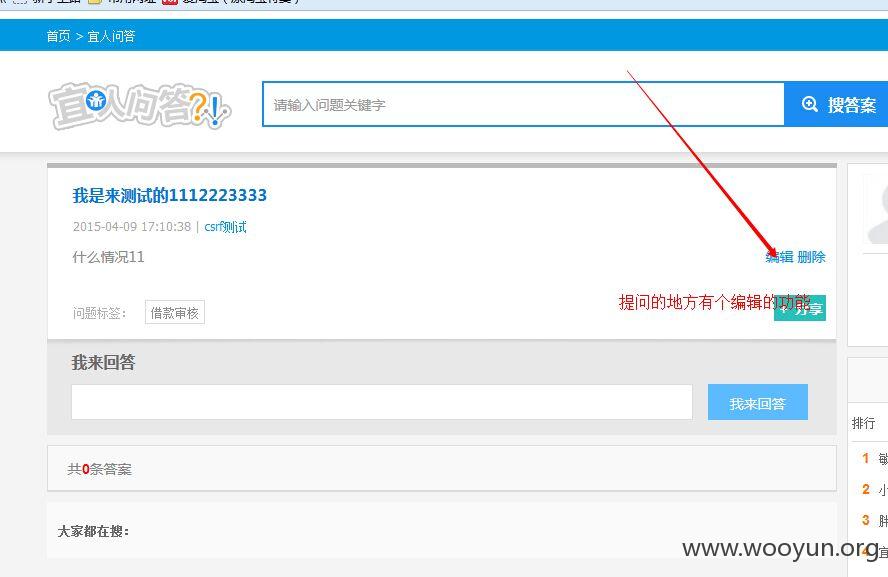 首页 > 宜人问答
宜人问答?!
请输入问题关键字
搜答案
我是来测试的1112223333
2015-04-09 17:10:38 | csrf测试
什么情况11
编辑 删除
提问的地方有个编辑的功能
+ 分享
问题标签：
借款审核
我来回答
我来回答
共0条答案
大家都在搜：
排行
1
2 小
3 胖
4 宜
www.wooyun.org